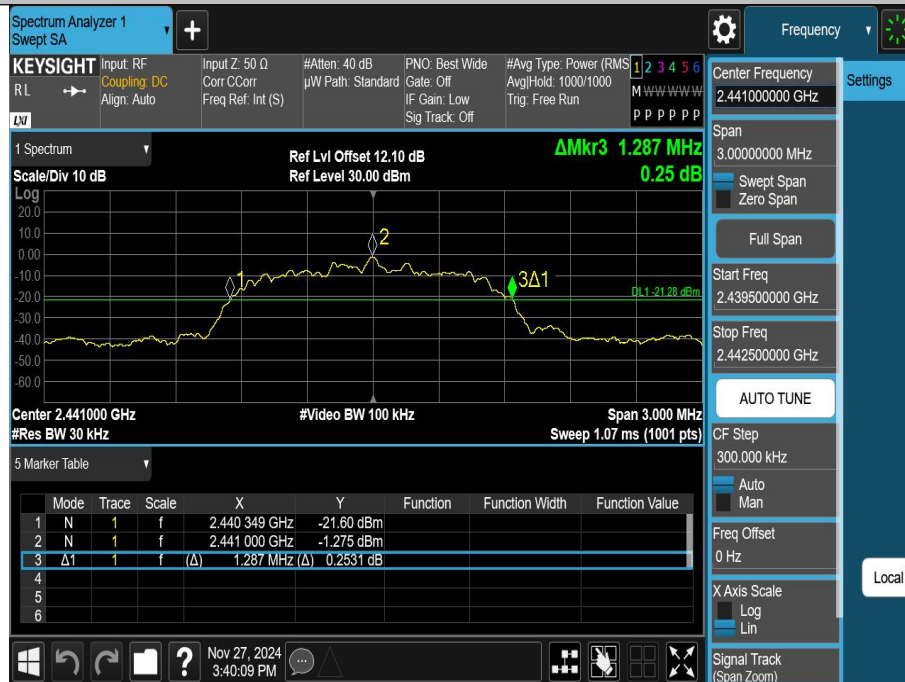 Spectrum Analyzer 1
Swept SA
Frequency
KEYSIGHT
RL
LXI
Input: RF
Coupling: DC
Align: Auto
Input Z: 50 Ω
Corr CCorr
Freq Ref: Int (S)
#Atten: 40 dB
µW Path: Standard
PNO: Best Wide
Gate: Off
IF Gain: Low
Sig Track: Off
#Avg Type: Power (RMS
Avg|Hold: 1000/1000
Trig: Free Run
1 2 3 4 5 6
M W W W W W
P P P P P P
1 Spectrum
Scale/Div 10 dB
Ref Lvl Offset 12.10 dB
Ref Level 30.00 dBm
ΔMkr3 1.287 MHz
0.25 dB
Log
20.0
10.0
0.00
-10.0
-20.0
-30.0
-40.0
-50.0
-60.0
1
2
3Δ1
DL1 -21.28 dBm
Center 2.441000 GHz
#Res BW 30 kHz
#Video BW 100 kHz
Span 3.000 MHz
Sweep 1.07 ms (1001 pts)
5 Marker Table
Mode Trace Scale X Y Function Function Width Function Value
1 N 1 f 2.440 349 GHz -21.60 dBm
2 N 1 f 2.441 000 GHz -1.275 dBm
3 Δ1 1 f (Δ) 1.287 MHz (Δ) 0.2531 dB
4
5
6
Nov 27, 2024
3:40:09 PM
Center Frequency
2.441000000 GHz
Span
3.00000000 MHz
Swept Span
Zero Span
Full Span
Start Freq
2.439500000 GHz
Stop Freq
2.442500000 GHz
AUTO TUNE
CF Step
300.000 kHz
Auto
Man
Freq Offset
0 Hz
X Axis Scale
Log
Lin
Signal Track
(Span Zoom)
Settings
Local